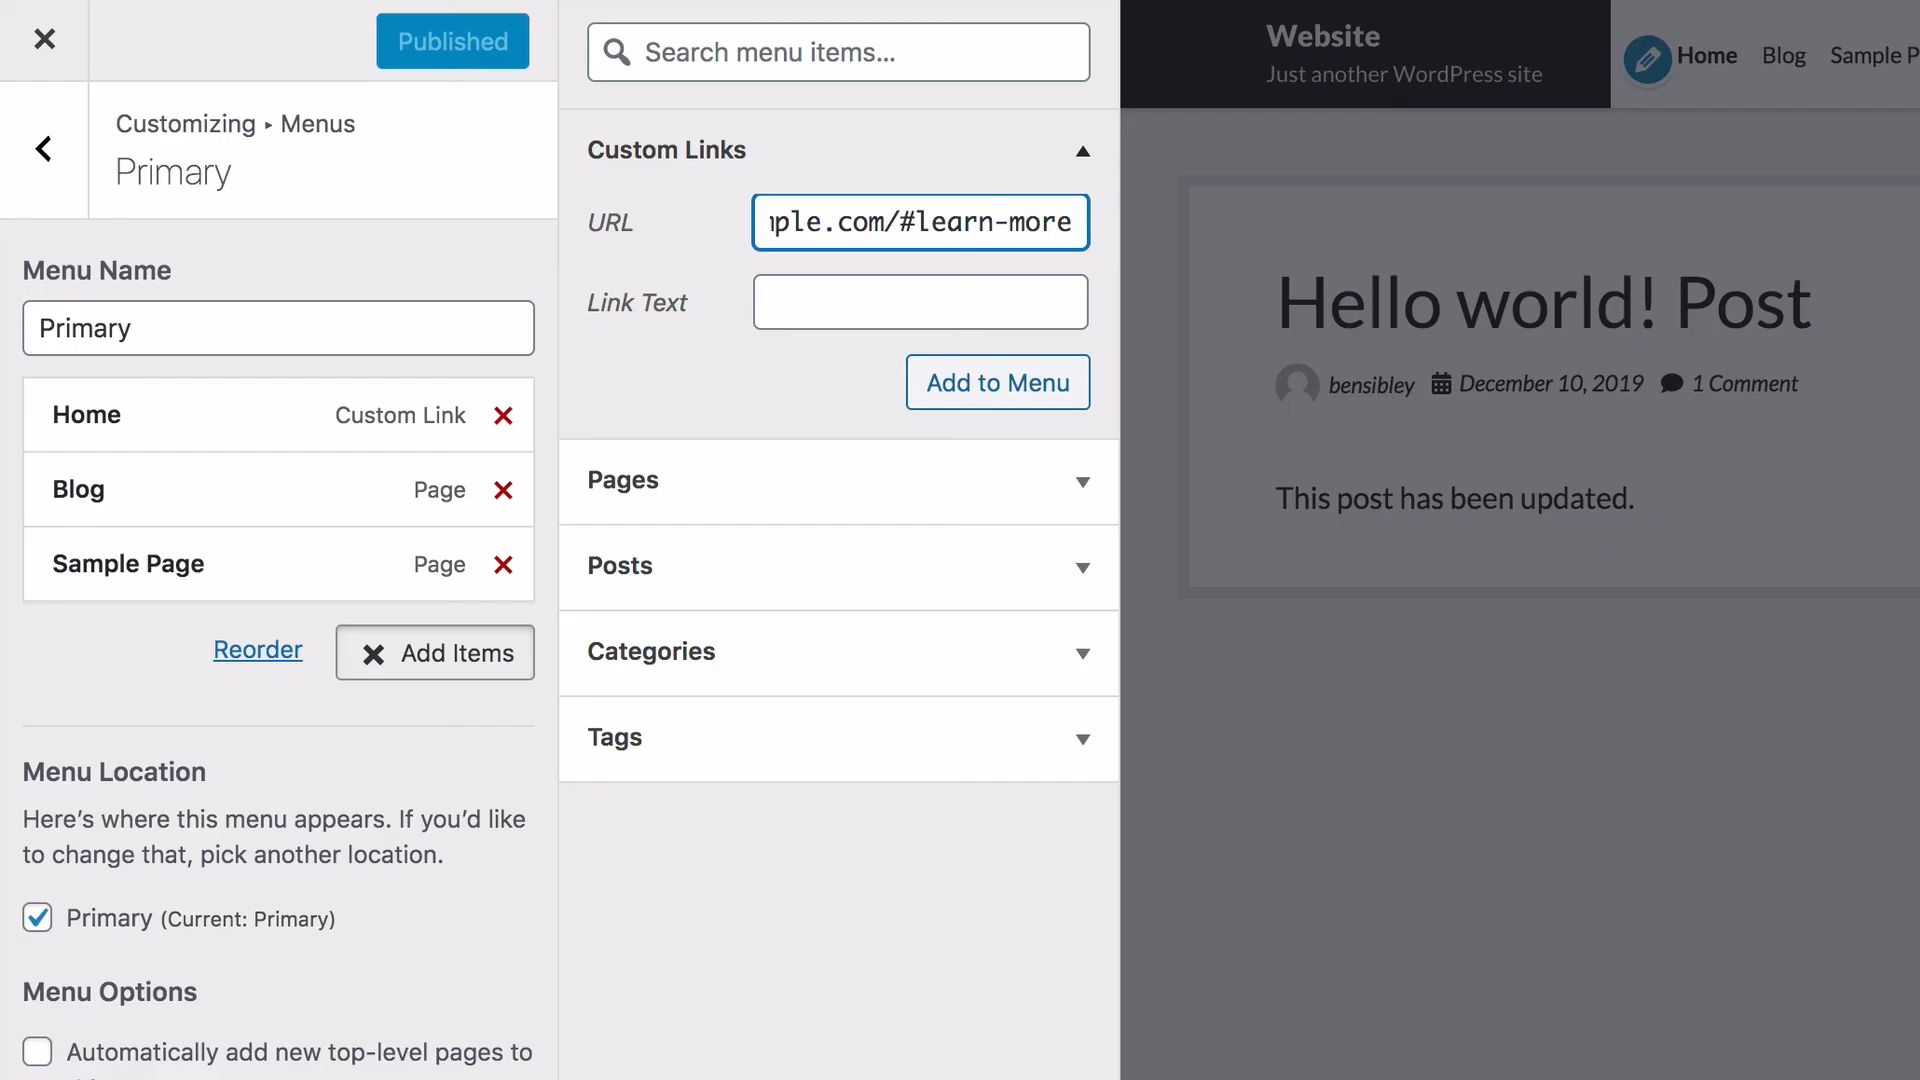 Published
Customizing ▸ Menus
Primary
Menu Name
Primary
Home Custom Link
Blog Page
Sample Page Page
Reorder
Add Items
Menu Location
Here’s where this menu appears. If you’d like
to change that, pick another location.
Primary (Current: Primary)
Menu Options
Automatically add new top-level pages to
Search menu items...
Custom Links
URL ple.com/#learn-more
Link Text
Add to Menu
Pages
Posts
Categories
Tags
Website
Just another WordPress site
Home Blog Sample P
Hello world! Post
bensibley December 10, 2019 1 Comment
This post has been updated.